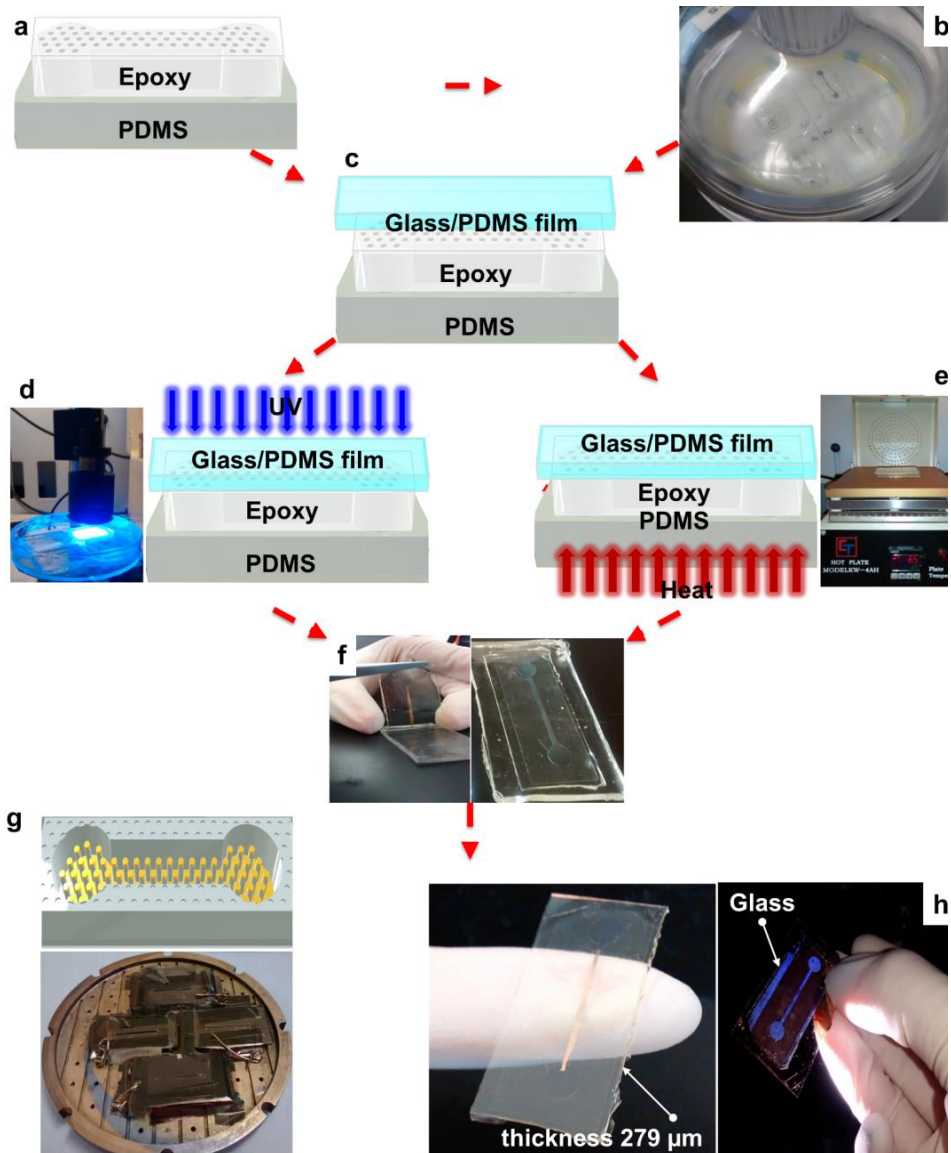 a
Epoxy
PDMS
b
c
Glass/PDMS film
Epoxy
PDMS
d
UV
Glass/PDMS film
Epoxy
PDMS
e
Glass/PDMS film
Epoxy
PDMS
Heat
HOT PLATE
MODELKW-4AH
Plate
f
g
h
Glass
thickness 279 µm